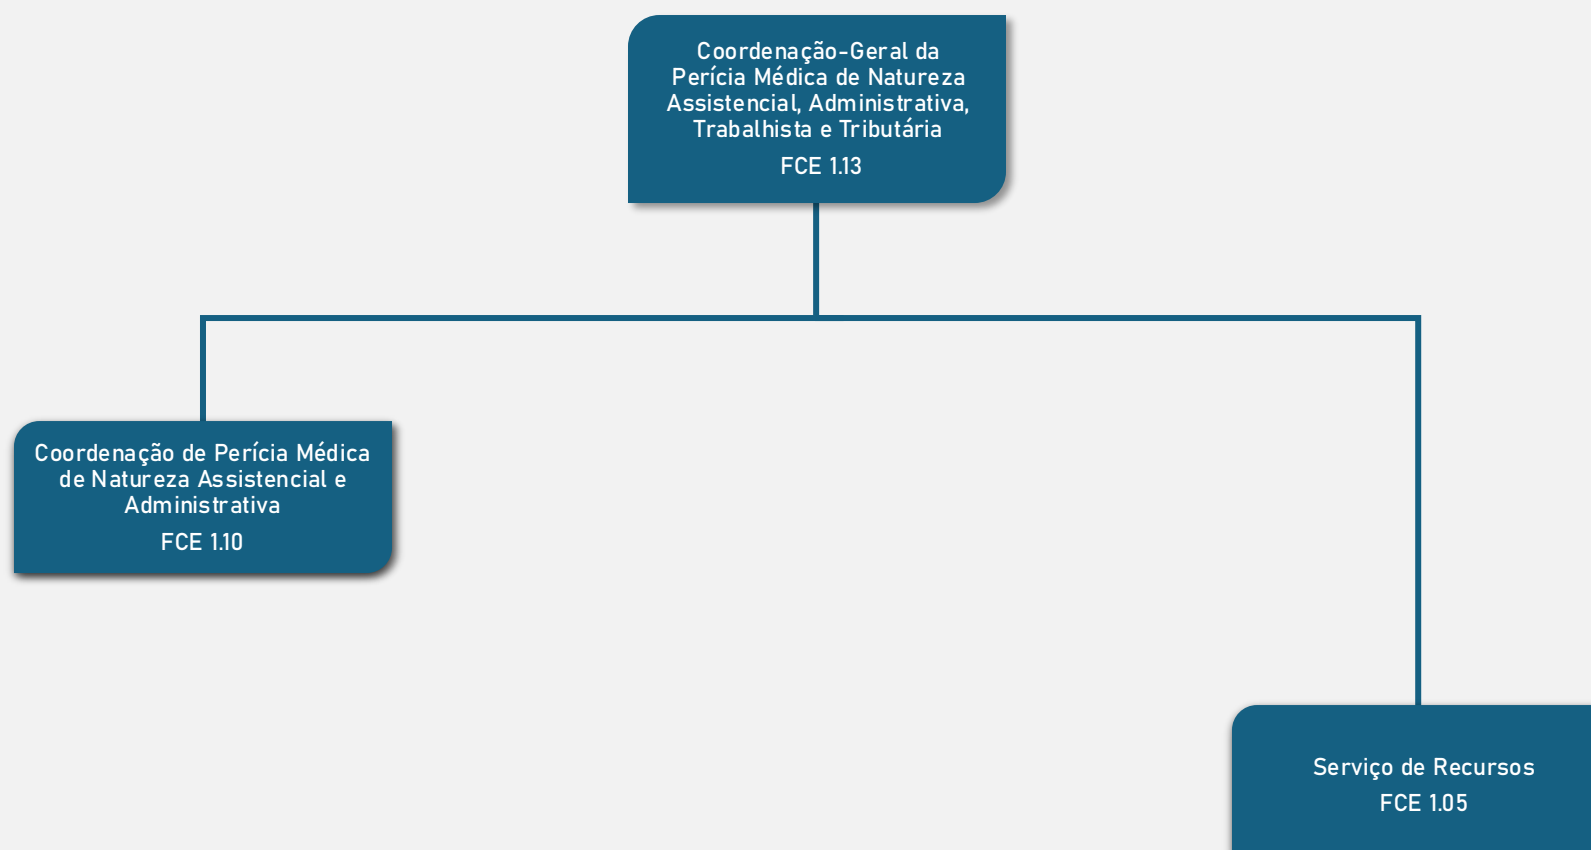 Coordenação-Geral da
Perícia Médica de Natureza
Assistencial, Administrativa,
Trabalhista e Tributária
FCE 1.13
Coordenação de Perícia Médica
de Natureza Assistencial e
Administrativa
FCE 1.10
Serviço de Recursos
FCE 1.05